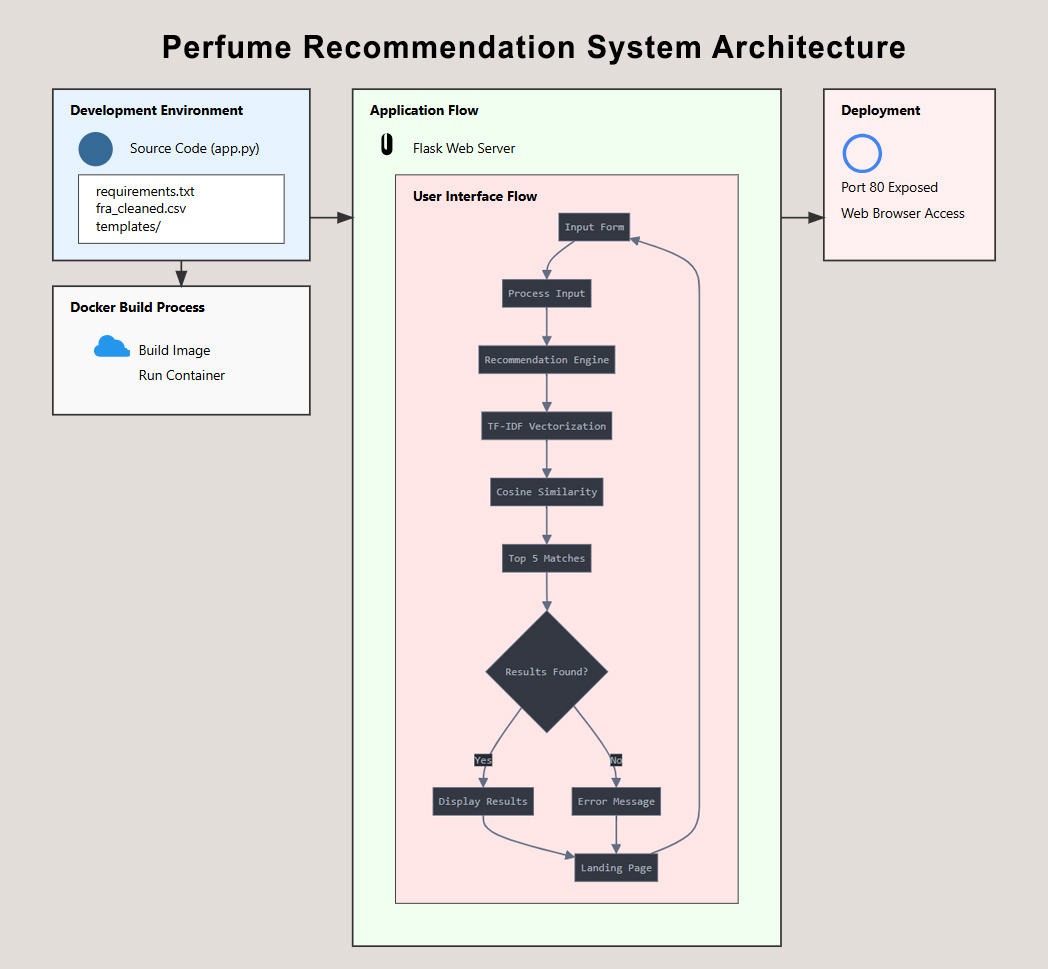 Perfume Recommendation System Architecture
Development Environment
Source Code (app.py)
requirements.txt
fra_cleaned.csv
templates/
Docker Build Process
Build Image
Run Container
Application Flow
Flask Web Server
User Interface Flow
Input Form
Process Input
Recommendation Engine
TF-IDF Vectorization
Cosine Similarity
Top 5 Matches
Results Found?
Yes
No
Display Results
Error Message
Landing Page
Deployment
Port 80 Exposed
Web Browser Access